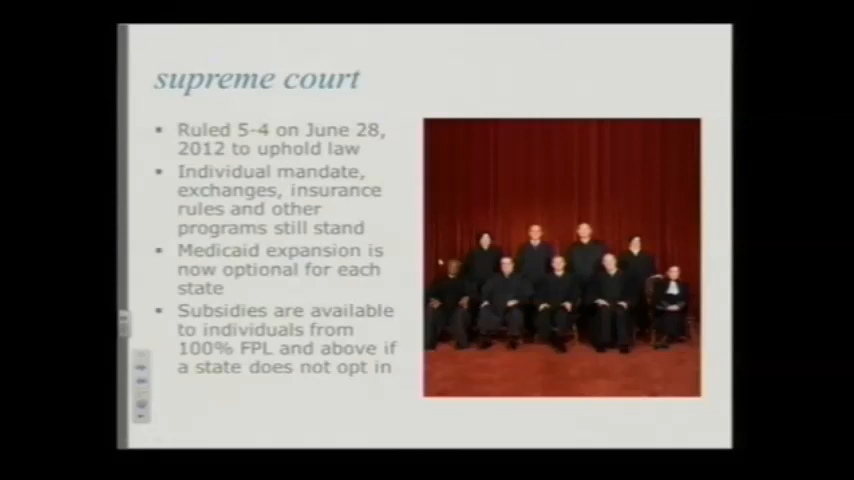 supreme court
▪ Ruled 5-4 on June 28,
2012 to uphold law
▪ Individual mandate,
exchanges, insurance
rules and other
programs still stand
▪ Medicaid expansion is
now optional for each
state
▪ Subsidies are available
to individuals from
100% FPL and above if
a state does not opt in